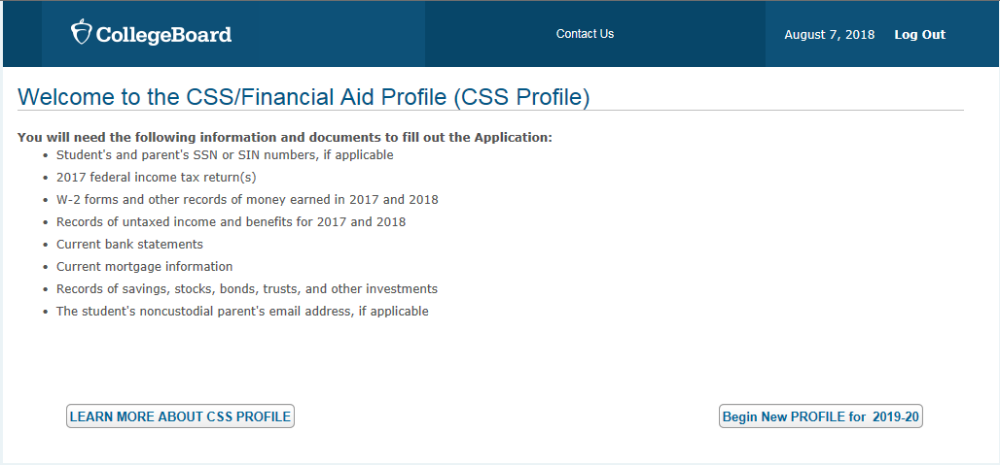 CollegeBoard
Contact Us
August 7, 2018 Log Out
Welcome to the CSS/Financial Aid Profile (CSS Profile)
You will need the following information and documents to fill out the Application:
• Student's and parent's SSN or SIN numbers, if applicable
• 2017 federal income tax return(s)
• W-2 forms and other records of money earned in 2017 and 2018
• Records of untaxed income and benefits for 2017 and 2018
• Current bank statements
• Current mortgage information
• Records of savings, stocks, bonds, trusts, and other investments
• The student's noncustodial parent's email address, if applicable
LEARN MORE ABOUT CSS PROFILE
Begin New PROFILE for 2019-20